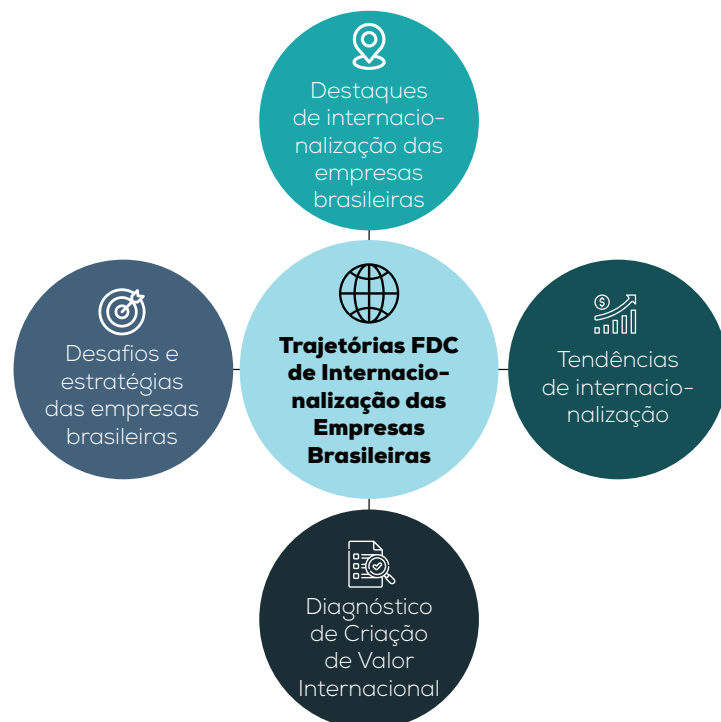 Destaques
de internacio-
nalização das
empresas
brasileiras
Desafios e
estratégias
das empresas
brasileiras
Trajetórias FDC
de Internacio-
nalização das
Empresas
Brasileiras
$
Tendências
de internacio-
nalização
Diagnóstico
de Criação
de Valor
Internacional